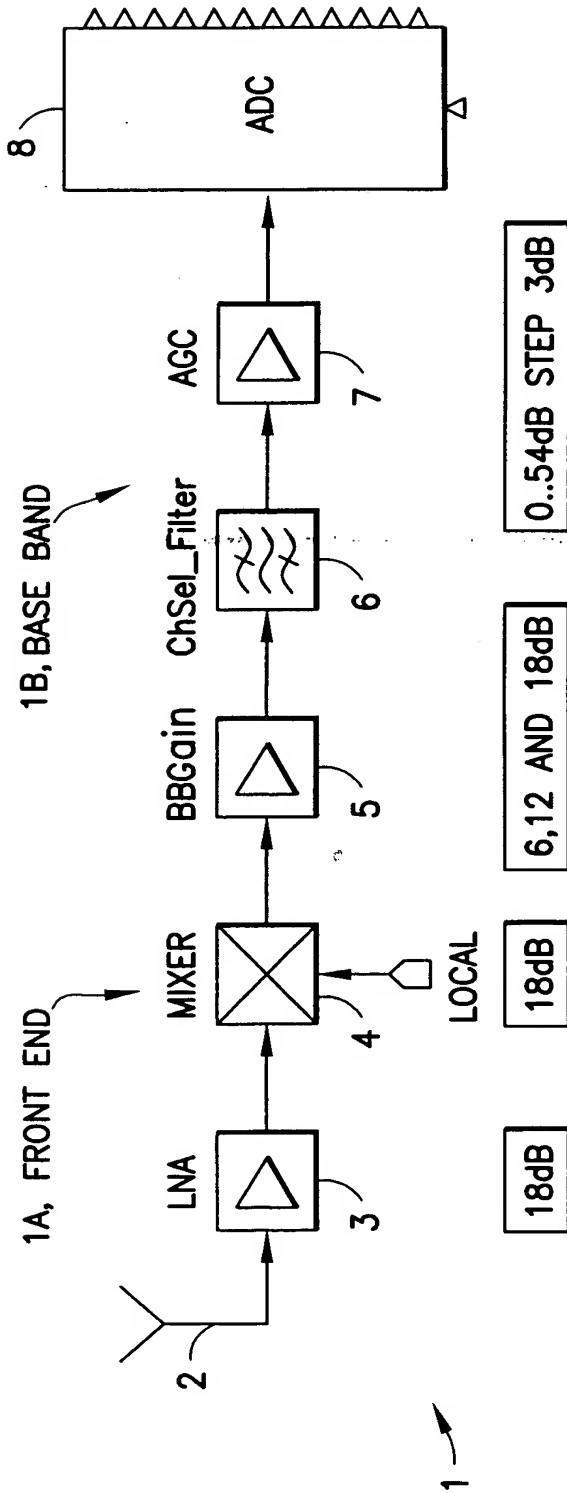 1A, FRONT END
1B, BASE BAND
LNA
MIXER
BBGain
ChSel_Filter
AGC
ADC
8
2
3
4
5
6
7
LOCAL
1
18dB
18dB
6,12 AND 18dB
0..54dB STEP 3dB